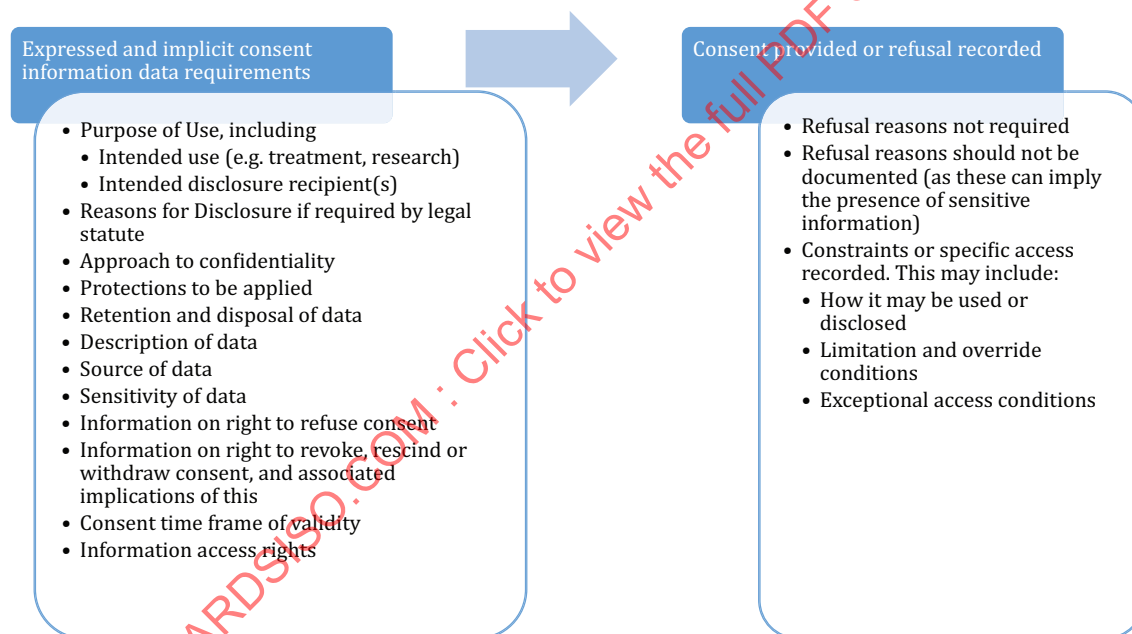 Expressed and implicit consent
information data requirements
• Purpose of Use, including
• Intended use (e.g. treatment, research)
• Intended disclosure recipient(s)
• Reasons for Disclosure if required by legal
statute
• Approach to confidentiality
• Protections to be applied
• Retention and disposal of data
• Description of data
• Source of data
• Sensitivity of data
• Information on right to refuse consent
• Information on right to revoke, rescind or
withdraw consent, and associated
implications of this
• Consent time frame of validity
• Information access rights
Consent provided or refusal recorded
• Refusal reasons not required
• Refusal reasons should not be
documented (as these can imply
the presence of sensitive
information)
• Constraints or specific access
recorded. This may include:
• How it may be used or
disclosed
• Limitation and override
conditions
• Exceptional access conditions
ARDSISO.COM : Click to view the full PDF